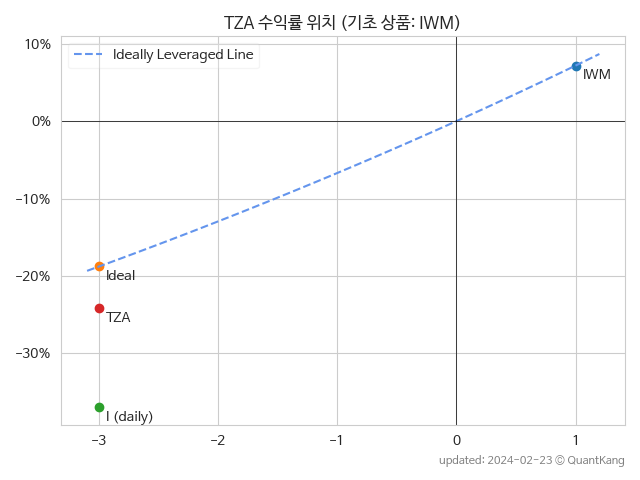 TZA 수익률 위치 (기초 상품: IWM)
Ideally Leveraged Line
10%
0%
−10%
−20%
−30%
IWM
Ideal
TZA
I (daily)
−3 −2 −1 0 1
updated: 2024-02-23 © QuantKang